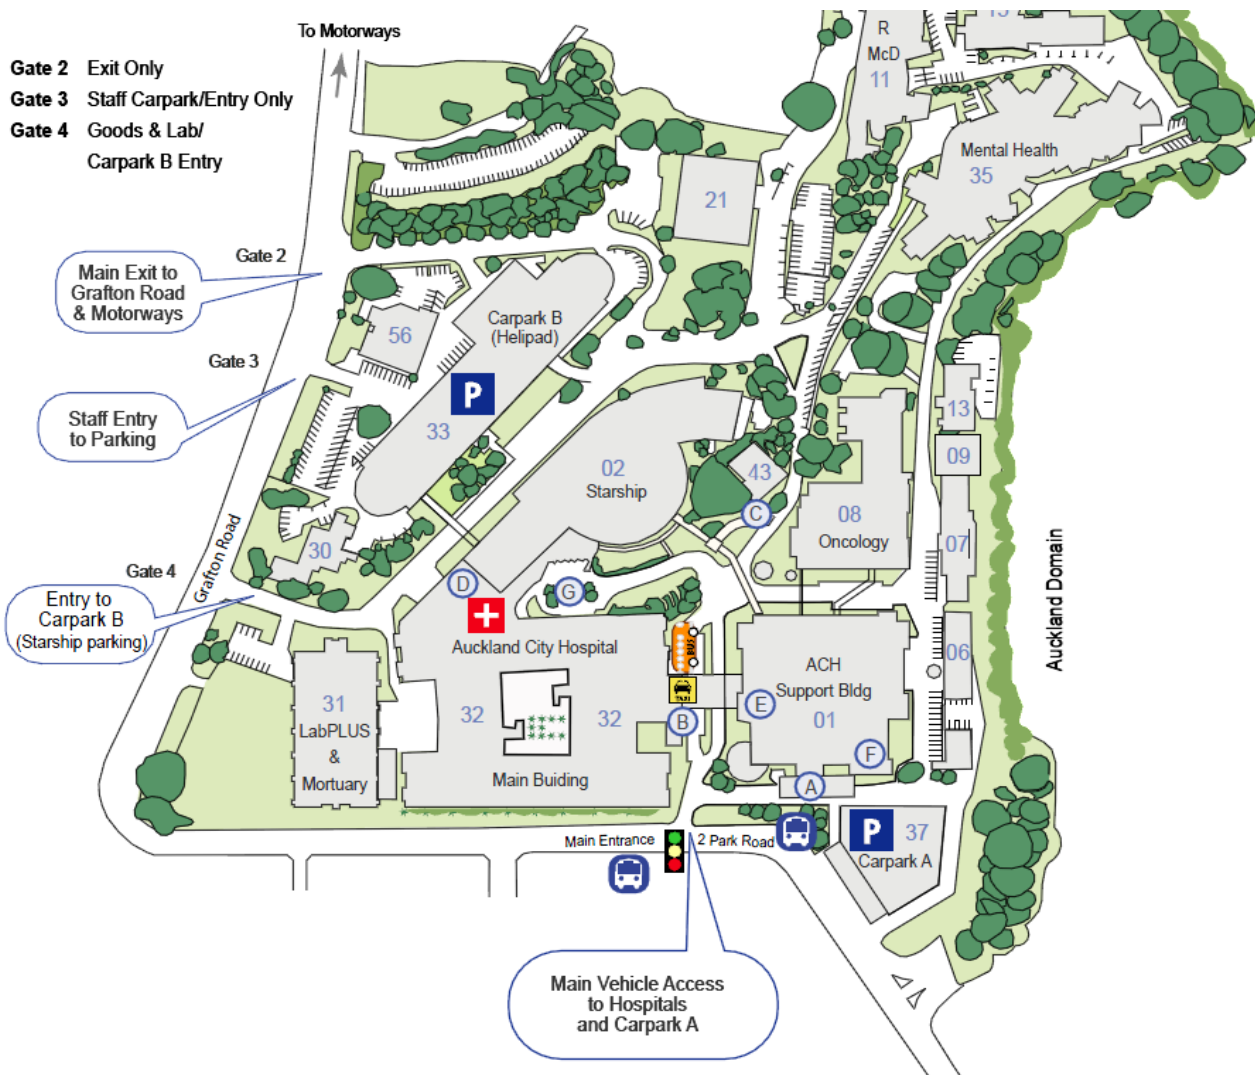 To Motorways
Gate 2 Exit Only
Gate 3 Staff Carpark/Entry Only
Gate 4 Goods & Lab/
Carpark B Entry
R
McD
11
Mental Health
35
21
Gate 2
Main Exit to
Grafton Road
& Motorways
Carpark B
(Helipad)
56
Gate 3
P
Staff Entry
to Parking
33
13
09
02
Starship
43
C
08
Oncology
07
Grafton Road
30
Gate 4
D
G
Entry to
Carpark B
(Starship parking)
Auckland Domain
Auckland City Hospital
BUS
ACH
Support Bldg
01
06
TAXI
E
B
F
31
LabPLUS
&
Mortuary
32
32
Main Buiding
A
Main Entrance
2 Park Road
P
37
Carpark A
Main Vehicle Access
to Hospitals
and Carpark A